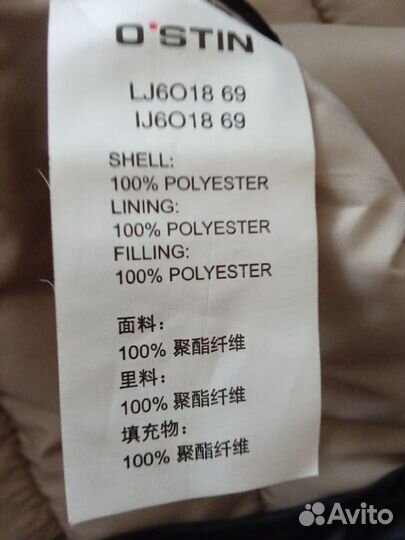 O'STIN
LJ6O18 69
IJ6O18 69
SHELL:
100% POLYESTER
LINING:
100% POLYESTER
FILLING:
100% POLYESTER
面料:
100% 聚酯纤维
里料:
100% 聚酯纤维
填充物:
100% 聚酯纤维
Avito